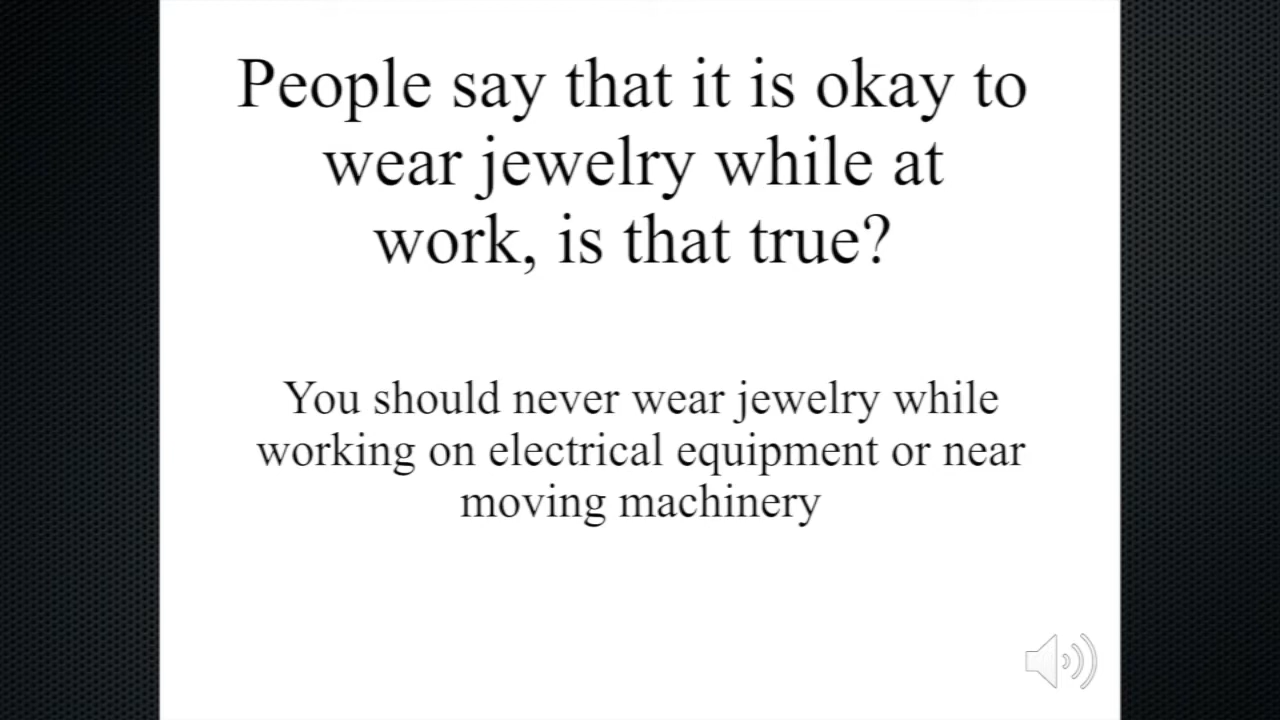 People say that it is okay to
wear jewelry while at
work, is that true?
You should never wear jewelry while
working on electrical equipment or near
moving machinery